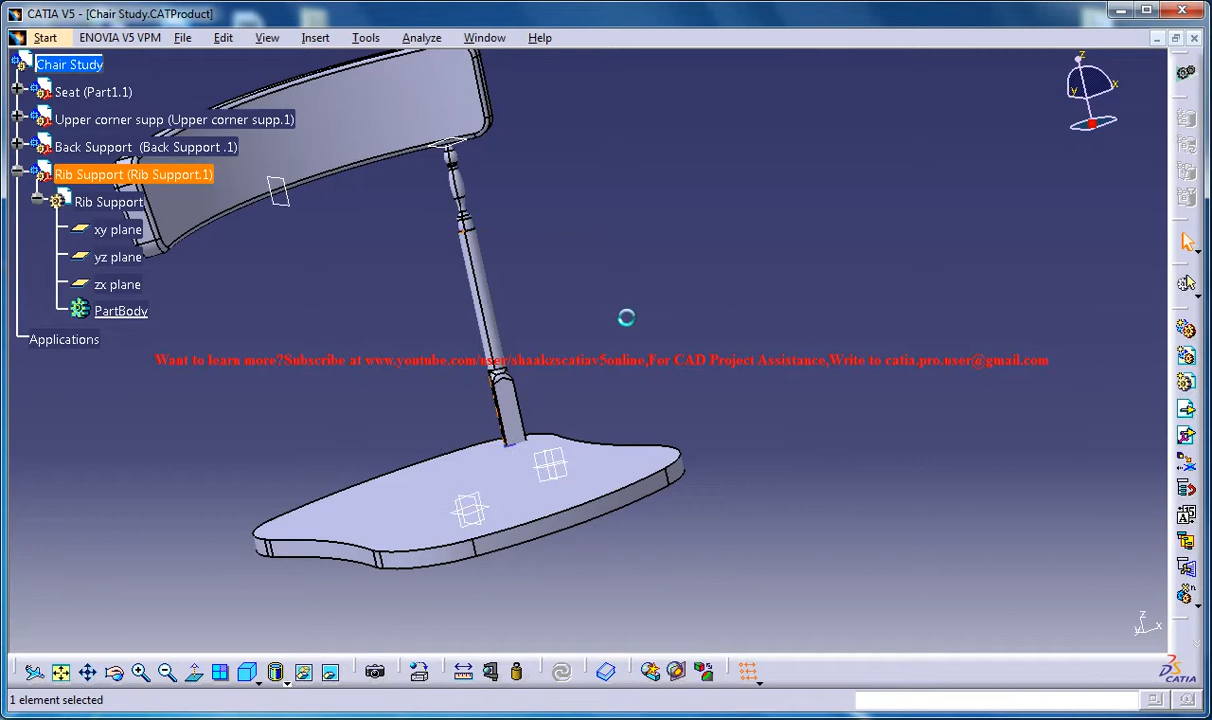 CATIA V5 - [Chair Study.CATProduct]
Start ENOVIA V5 VPM File Edit View Insert Tools Analyze Window Help
Chair Study
Seat (Part1.1)
Upper corner supp (Upper corner supp.1)
Back Support (Back Support .1)
Rib Support (Rib Support.1)
Rib Support
xy plane
yz plane
zx plane
PartBody
Applications
Want to learn more?Subscribe at www.youtube.com/user/shaakzscatiav5online,For CAD Project Assistance,Write to catia.pro.user@gmail.com
z
y x
z
y x
CATIA
1 element selected